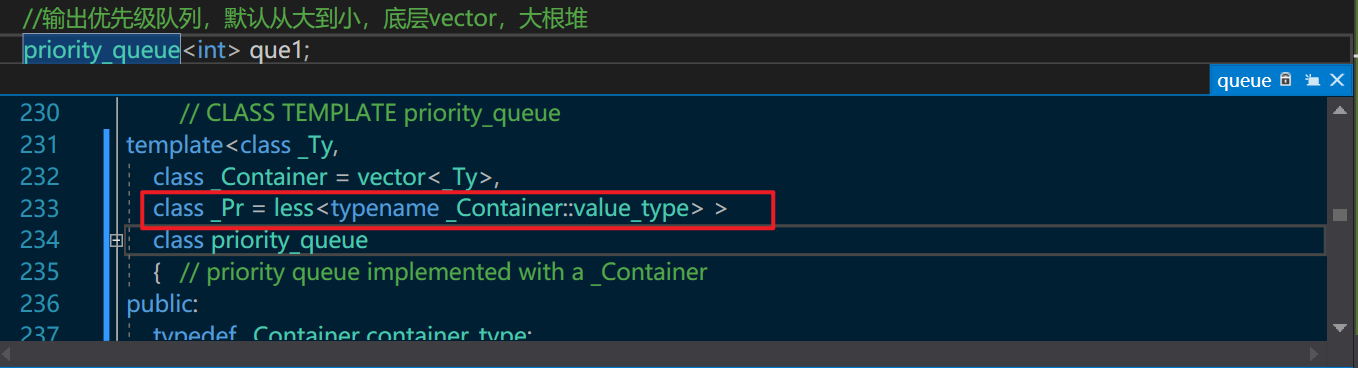 //输出优先级队列，默认从大到小，底层vector，大根堆
priority_queue<int> que1;
queue
230 // CLASS TEMPLATE priority_queue
231 template<class _Ty,
232 class _Container = vector<_Ty>,
233 class _Pr = less<typename _Container::value_type> >
234 class priority_queue
235 { // priority queue implemented with a _Container
236 public:
237 typedef _Container container_type;